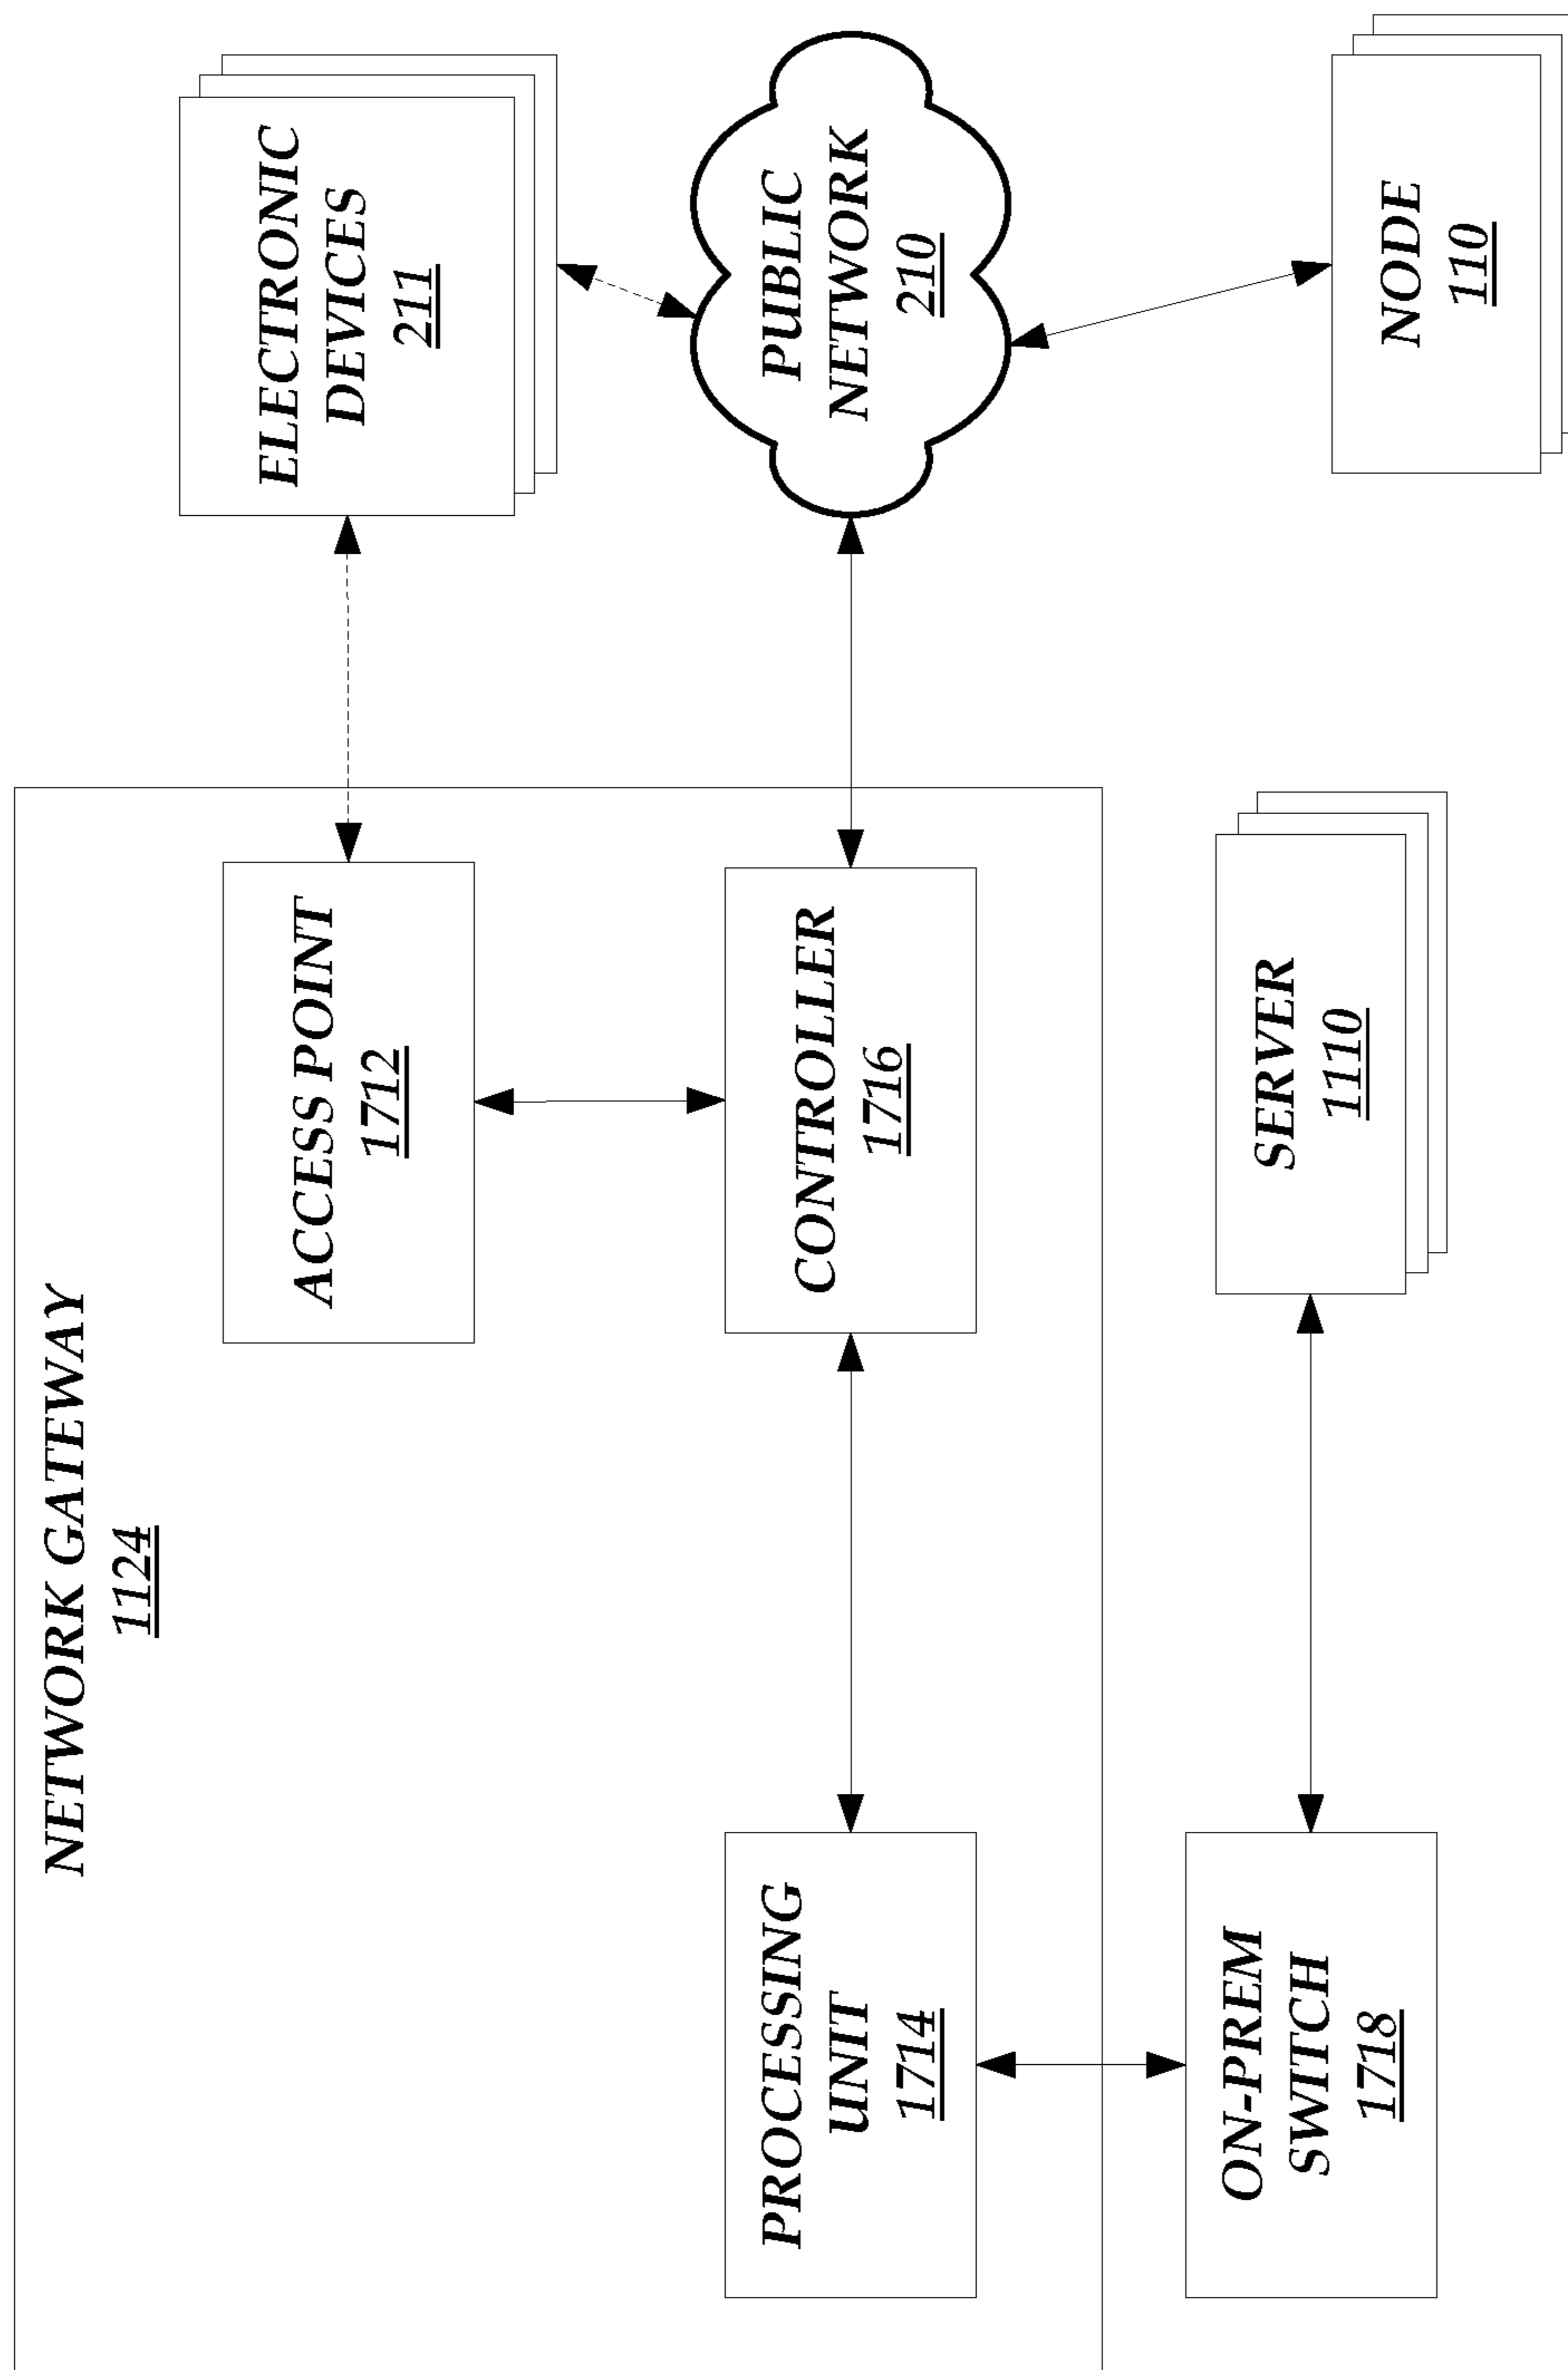 NETWORK GATEWAY
1124
ACCESS POINT
1712
ELECTRONIC
DEVICES
211
PROCESSING
UNIT
1714
CONTROLLER
1716
PUBLIC
NETWORK
210
ON-PREM
SWITCH
1718
SERVER
1110
NODE
110